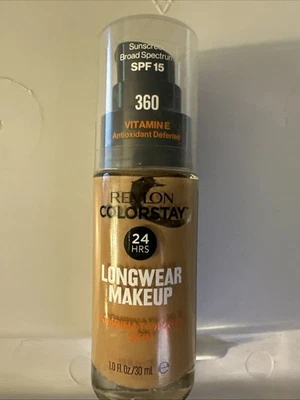 Sunscreen
Broad Spectrum
SPF 15
360
VITAMIN E
Antioxidant Defense
REVLON
COLORSTAY
24
HRS
LONGWEAR
MAKEUP
1.0 Fl.Oz/30 ml e